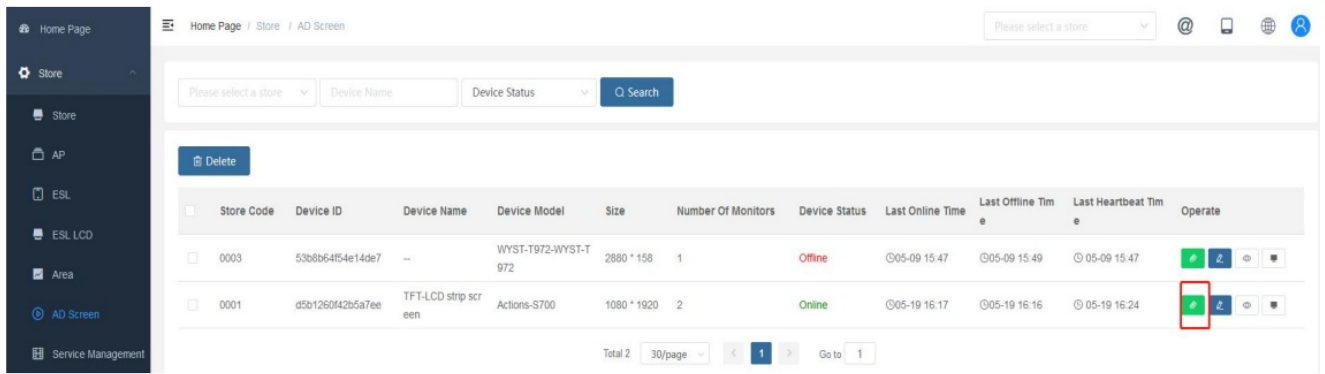 Home Page
Home Page / Store / AD Screen
Please select a store
@
Store
Please select a store
Device Name
Device Status
Search
Store
AP
Delete
ESL
Store Code
Device ID
Device Name
Device Model
Size
Number Of Monitors
Device Status
Last Online Time
Last Offline Tim
e
Last Heartbeat Tim
e
Operate
ESL LCD
0003
53b8b64f54e14de7
--
WYST-T972-WYST-T
972
2880 * 158
1
Offline
05-09 15:47
05-09 15:49
05-09 15:47
Area
0001
d5b1260f42b5a7ee
TFT-LCD strip scr
een
Actions-S700
1080 * 1920
2
Online
05-19 16:17
05-19 16:16
05-19 16:24
AD Screen
Service Management
Total 2
30/page
<
1
>
Go to
1